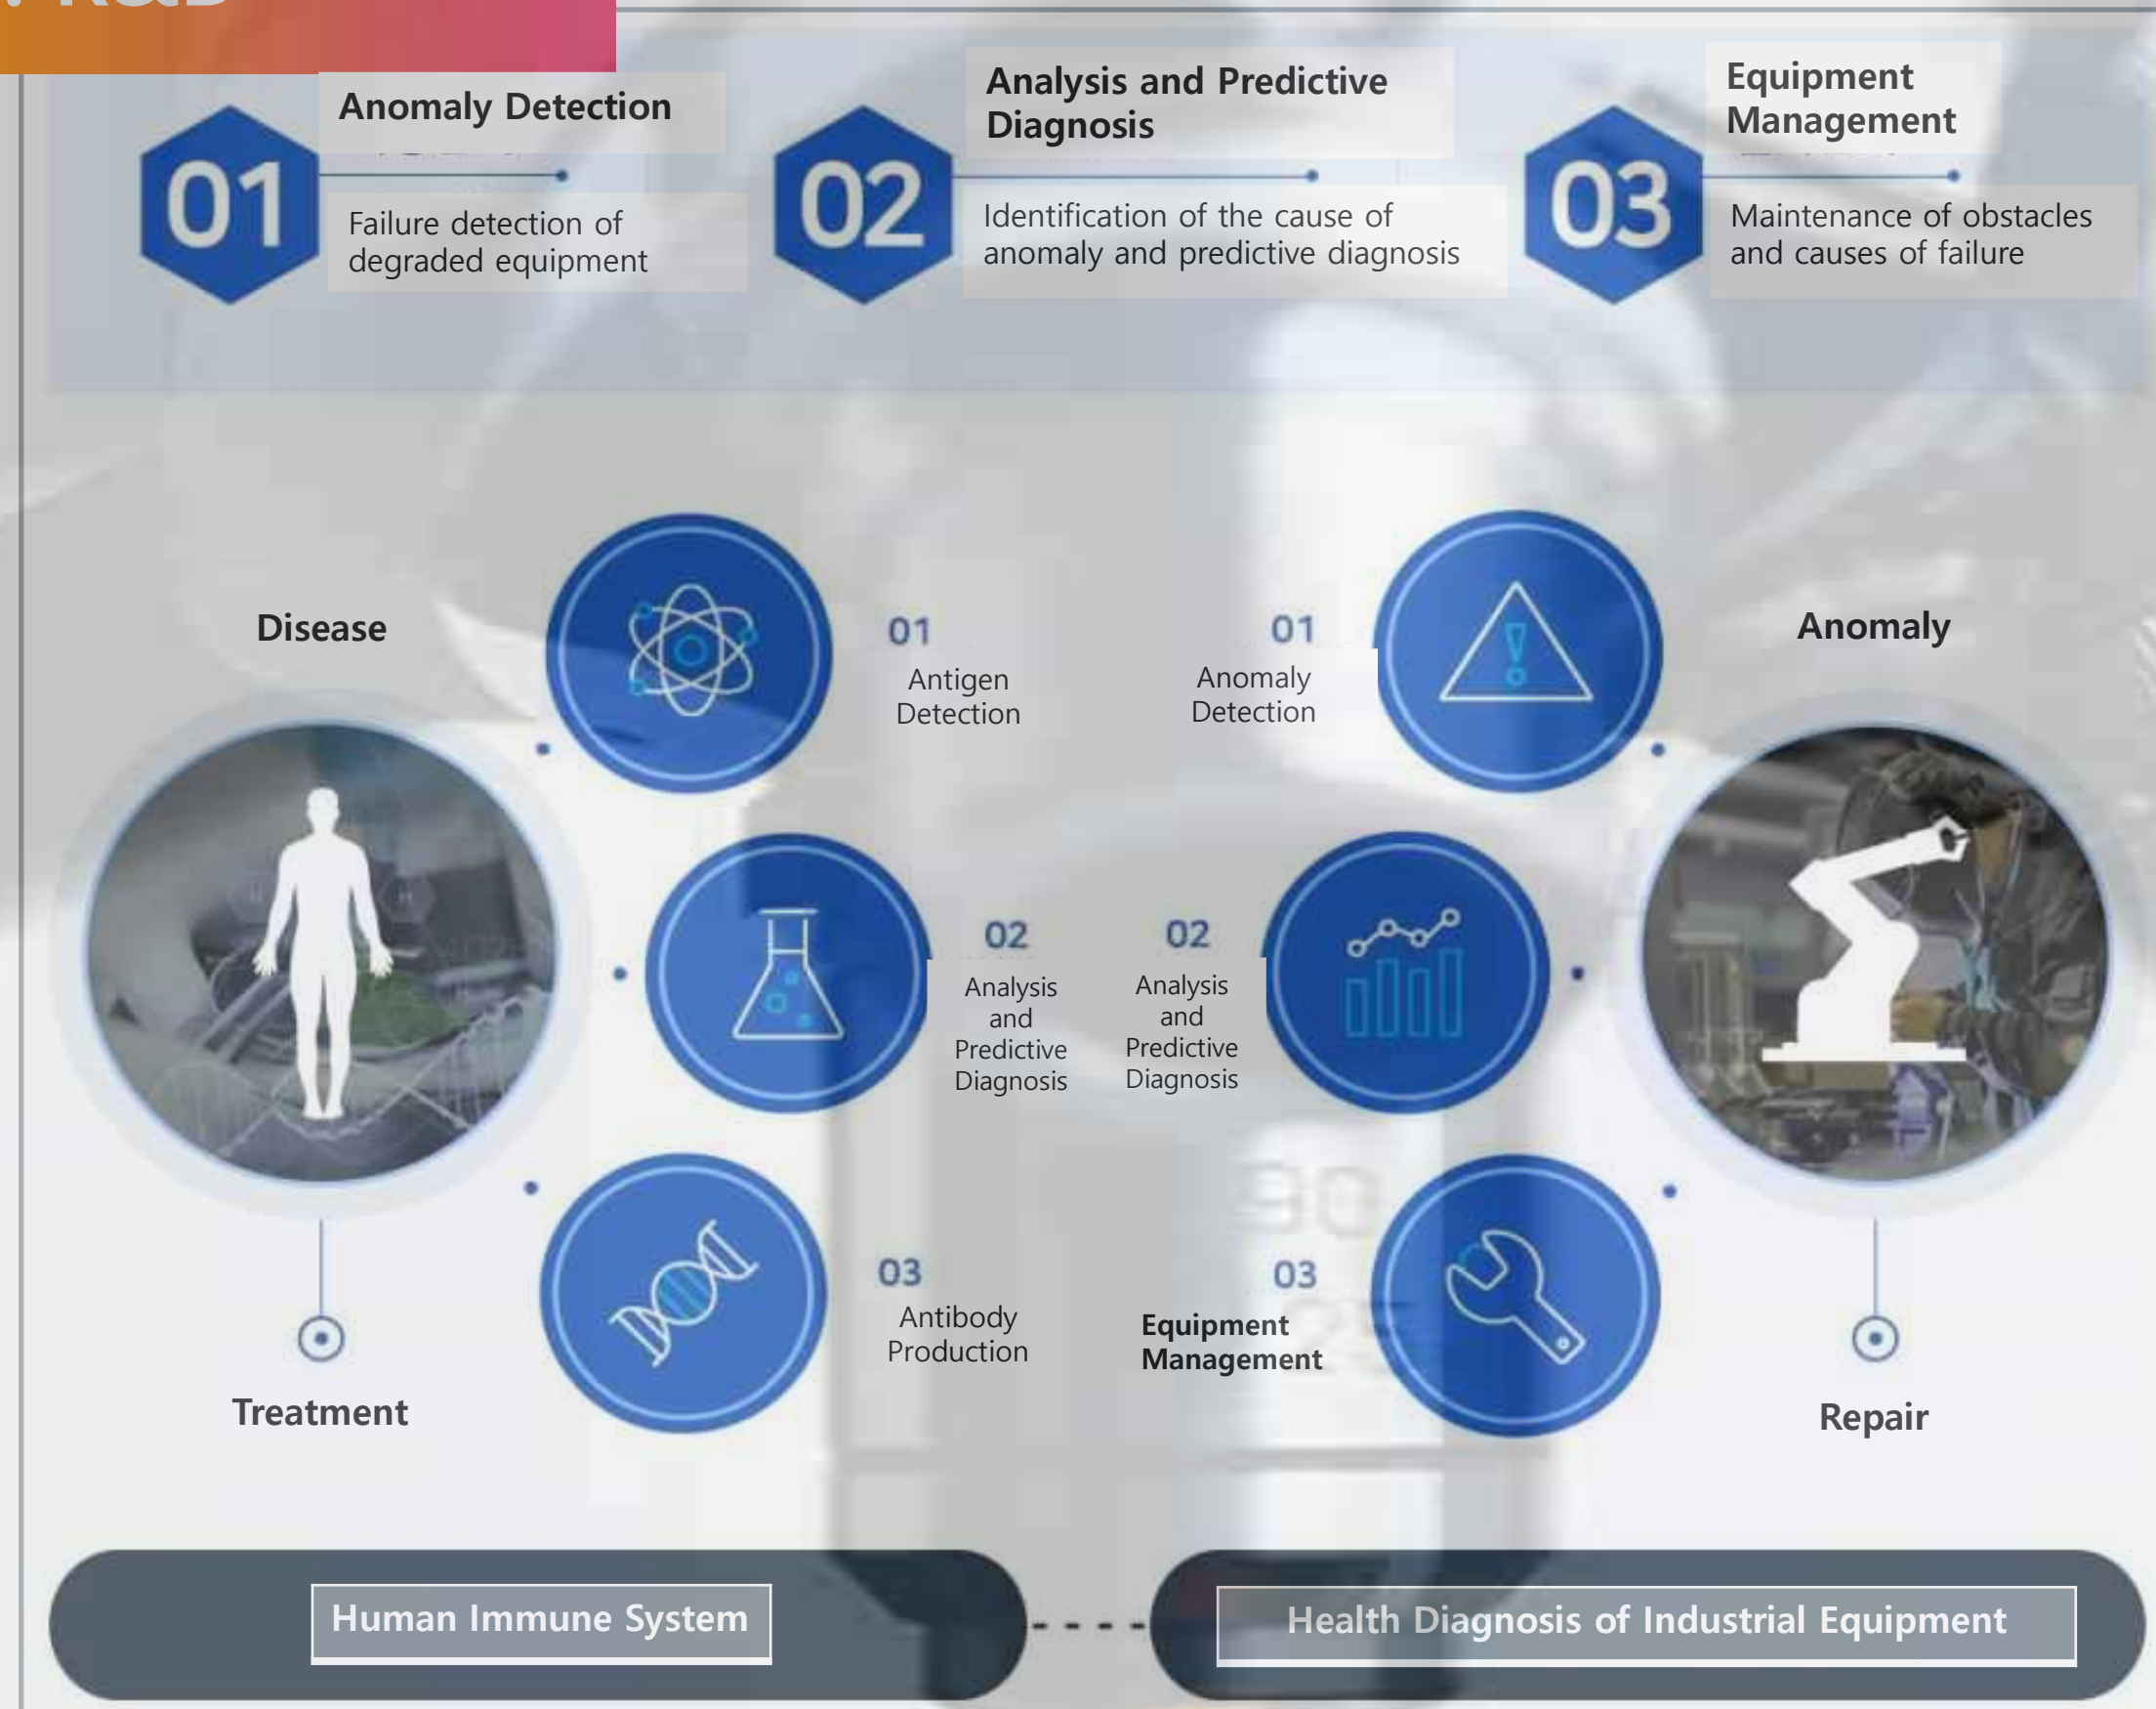 R&D
01
Anomaly Detection
Failure detection of
degraded equipment
02
Analysis and Predictive
Diagnosis
Identification of the cause of
anomaly and predictive diagnosis
03
Equipment
Management
Maintenance of obstacles
and causes of failure
Disease
01
Antigen
Detection
02
Analysis
and
Predictive
Diagnosis
03
Antibody
Production
Treatment
01
Anomaly
Detection
Anomaly
02
Analysis
and
Predictive
Diagnosis
03
Equipment
Management
Repair
Human Immune System
Health Diagnosis of Industrial Equipment